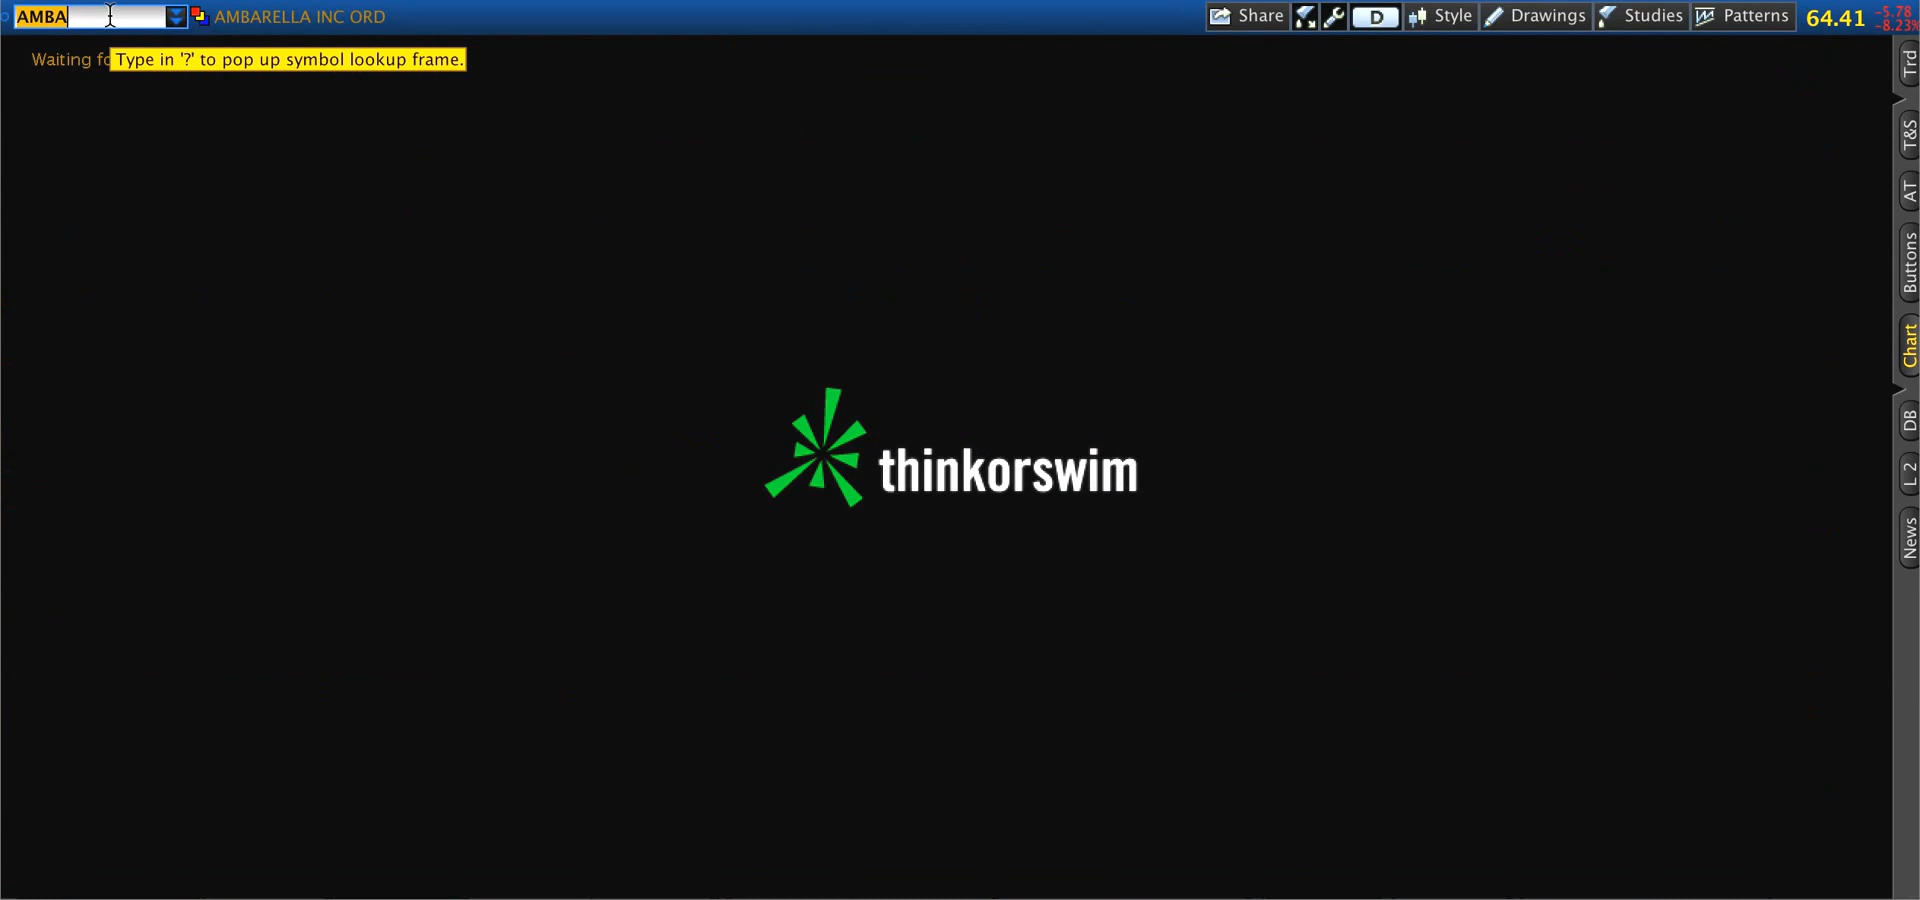 AMBA AMBARELLA INC ORD Share D Style Drawings Studies Patterns 64.41 -5.78
-8.23%
Waiting fo Type in '?' to pop up symbol lookup frame.
Trd
T&S
AT
Buttons
Chart
thinkorswim
DB
L 2
News